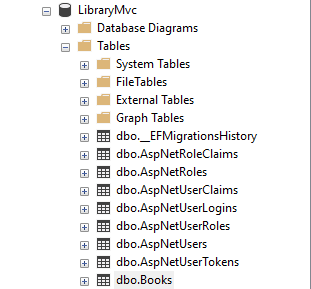 LibraryMvc
Database Diagrams
Tables
System Tables
FileTables
External Tables
Graph Tables
dbo.__EFMigrationsHistory
dbo.AspNetRoleClaims
dbo.AspNetRoles
dbo.AspNetUserClaims
dbo.AspNetUserLogins
dbo.AspNetUserRoles
dbo.AspNetUsers
dbo.AspNetUserTokens
dbo.Books